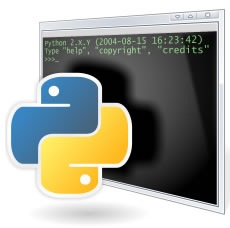 Python 2.X.Y (2004-08-15 16:23:42)
Type "help", "copyright", "credits"
>>>_